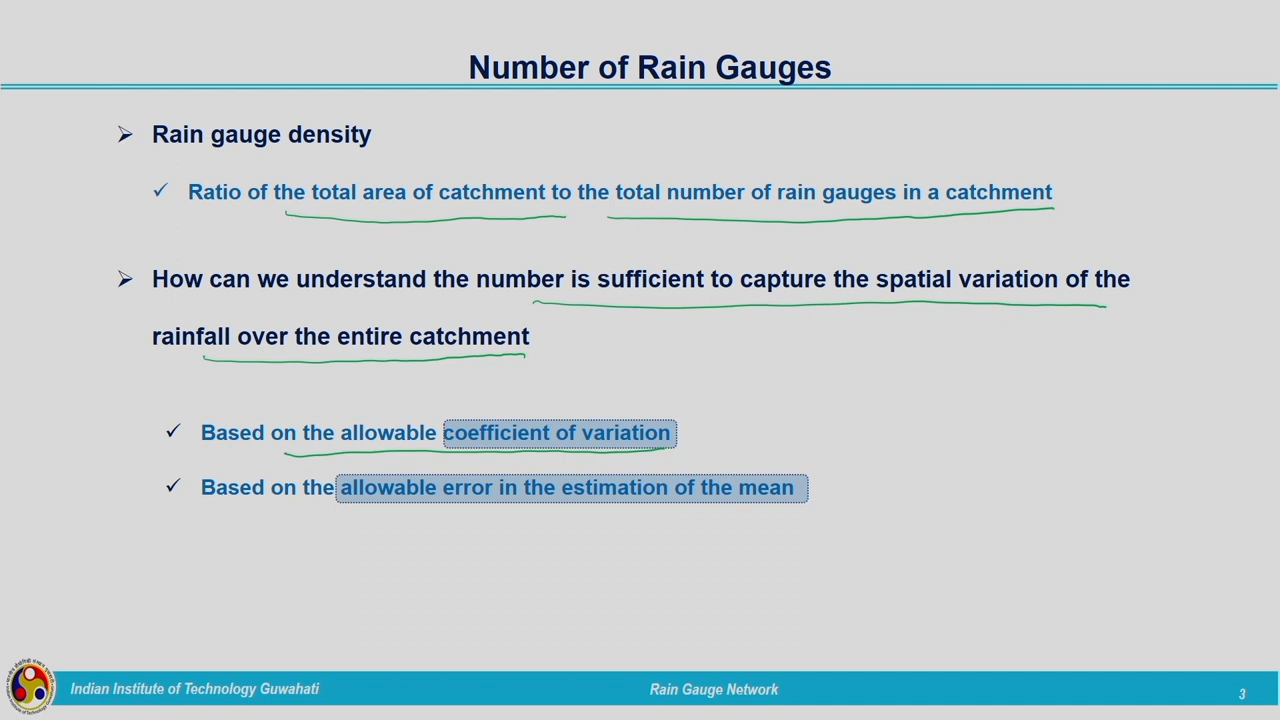 Number of Rain Gauges
Rain gauge density
Ratio of the total area of catchment to the total number of rain gauges in a catchment
How can we understand the number is sufficient to capture the spatial variation of the
rainfall over the entire catchment
Based on the allowable coefficient of variation
Based on the allowable error in the estimation of the mean
Indian Institute of Technology Guwahati
Rain Gauge Network
3